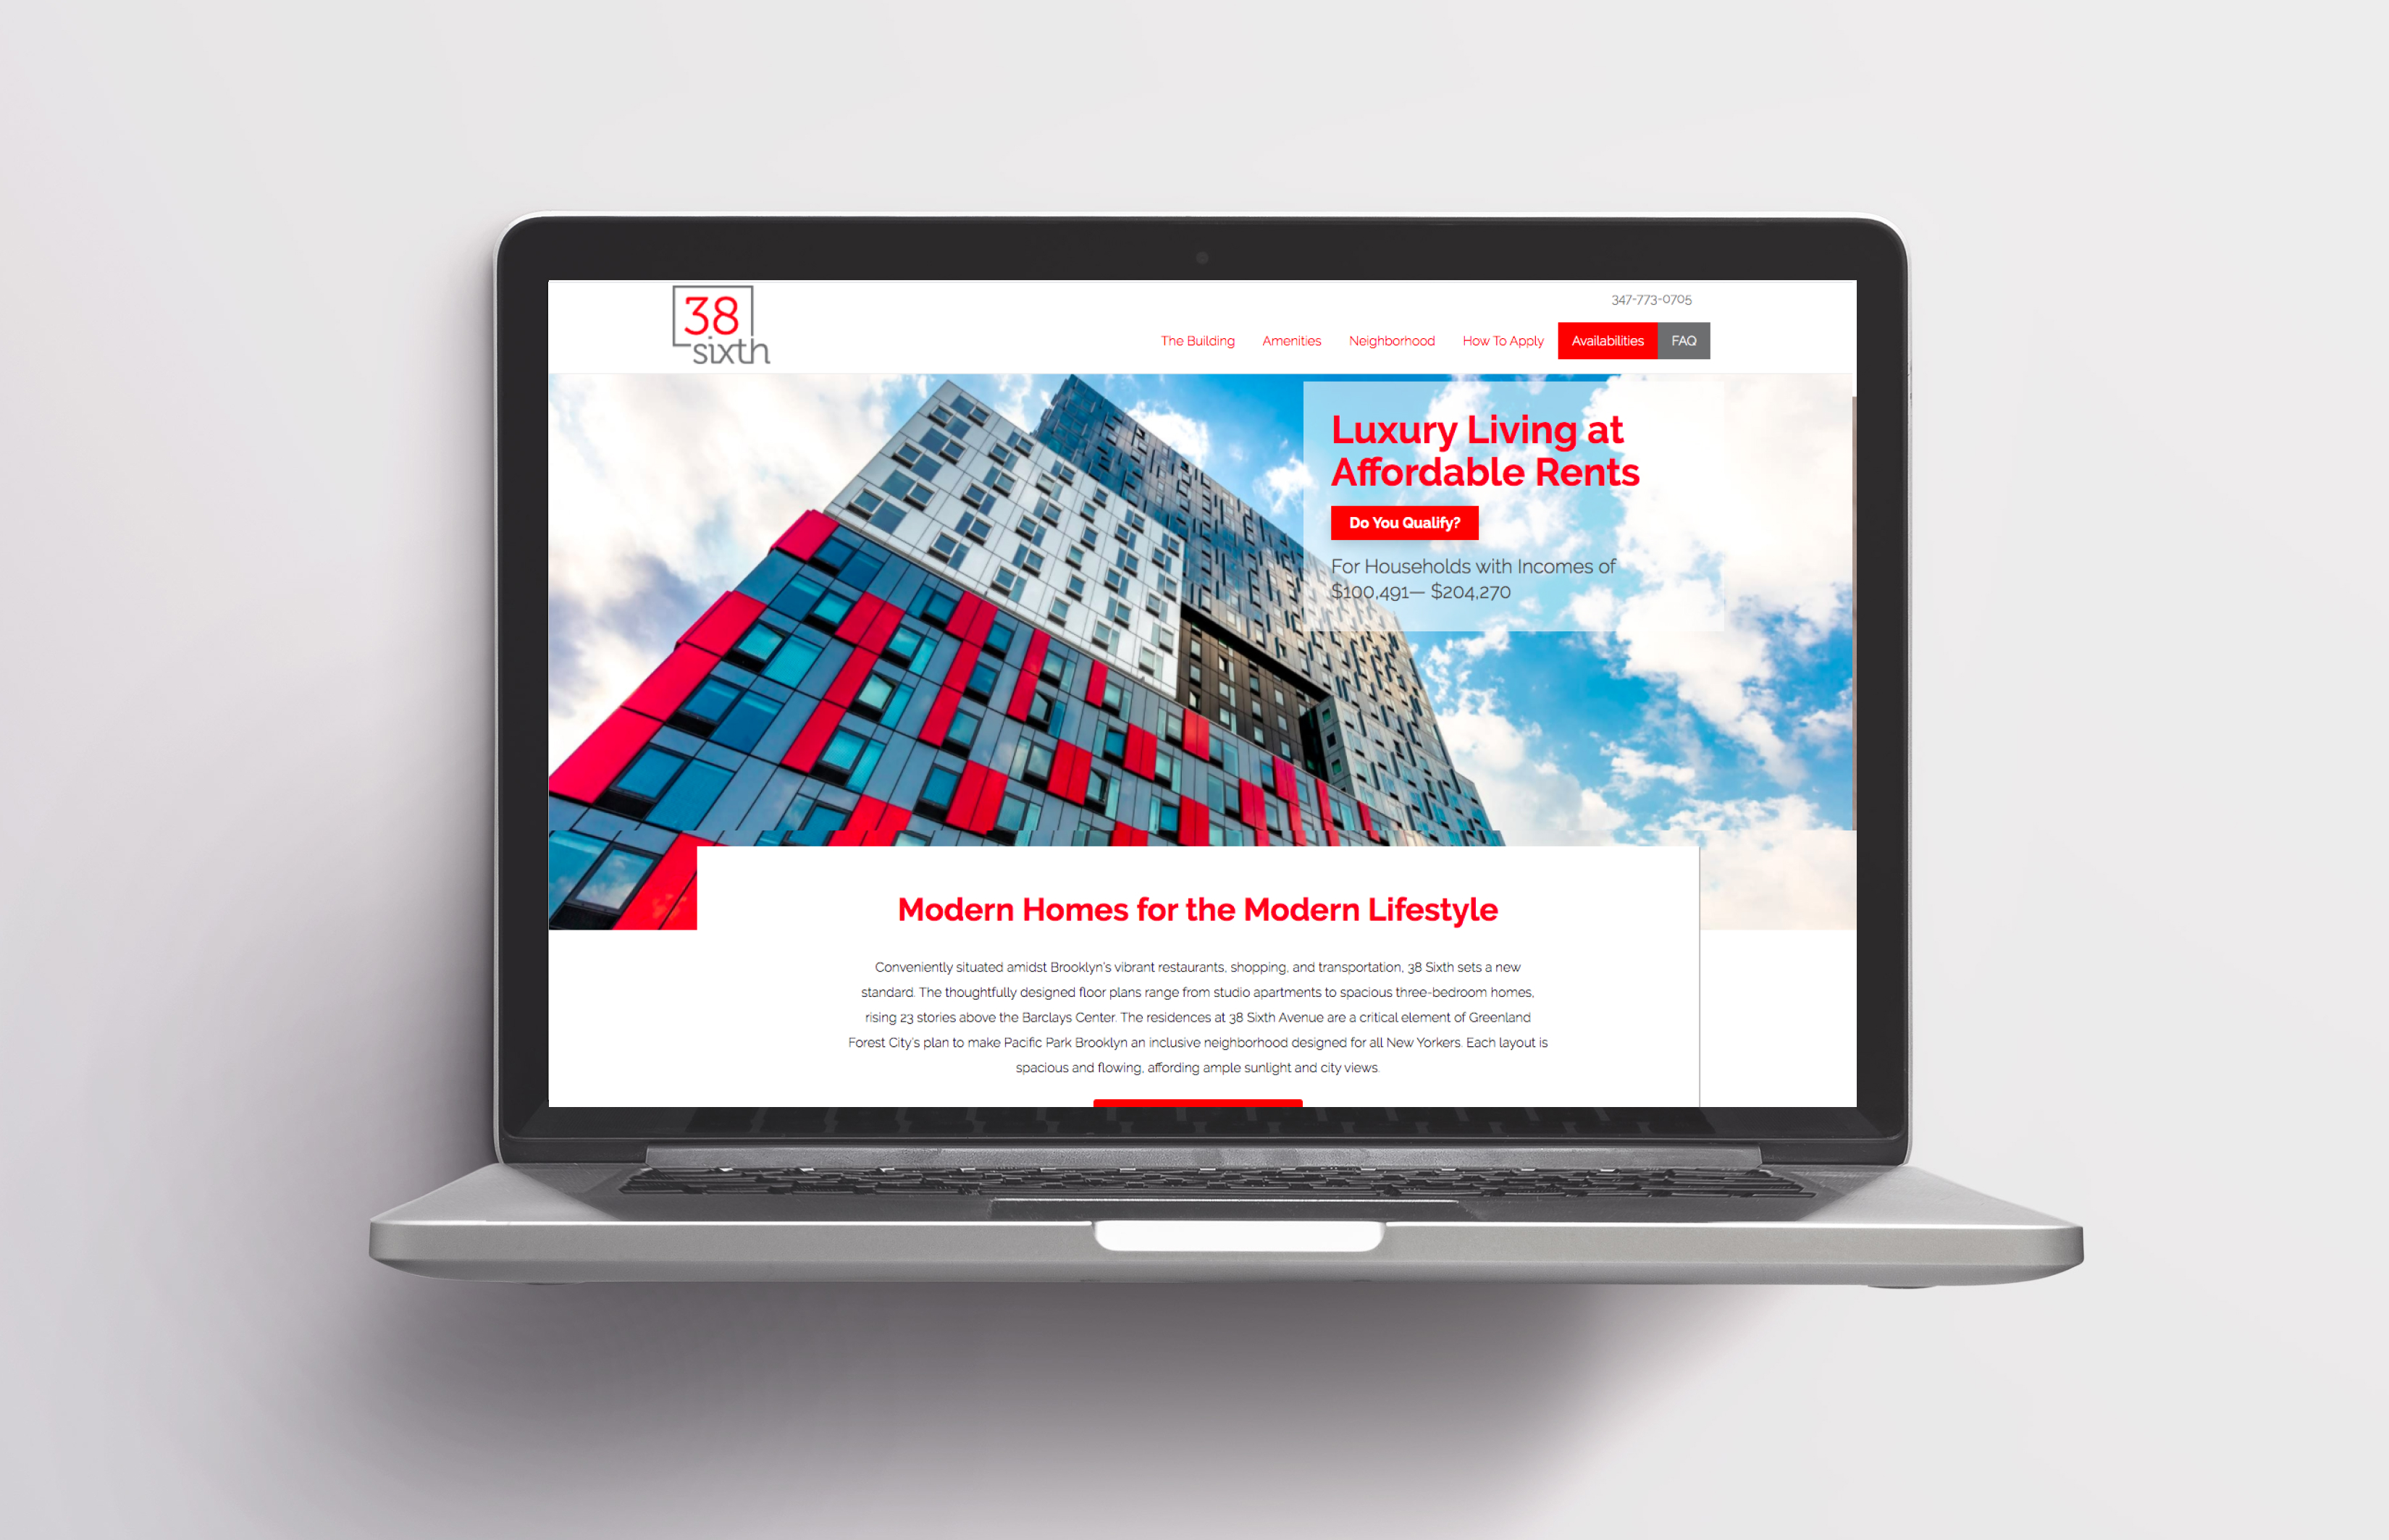 38
sixth
347-773-0705
The Building Amenities Neighborhood How To Apply Availabilities FAQ
Luxury Living at
Affordable Rents
Do You Qualify?
For Households with Incomes of
$100,491— $204,270
Modern Homes for the Modern Lifestyle
Conveniently situated amidst Brooklyn's vibrant restaurants, shopping, and transportation, 38 Sixth sets a new
standard. The thoughtfully designed floor plans range from studio apartments to spacious three-bedroom homes,
rising 23 stories above the Barclays Center. The residences at 38 Sixth Avenue are a critical element of Greenland
Forest City's plan to make Pacific Park Brooklyn an inclusive neighborhood designed for all New Yorkers. Each layout is
spacious and flowing, affording ample sunlight and city views.